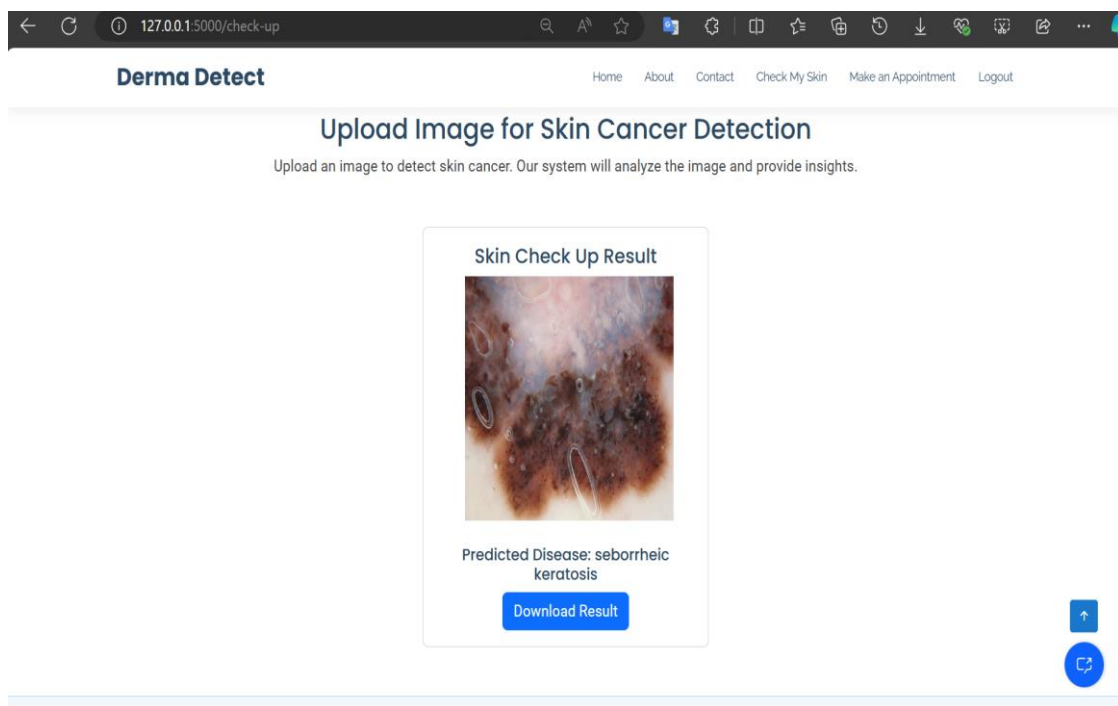 127.0.0.1:5000/check-up
Derma Detect
Home About Contact Check My Skin Make an Appointment Logout
Upload Image for Skin Cancer Detection
Upload an image to detect skin cancer. Our system will analyze the image and provide insights.
Skin Check Up Result
Predicted Disease: seborrheic
keratosis
Download Result